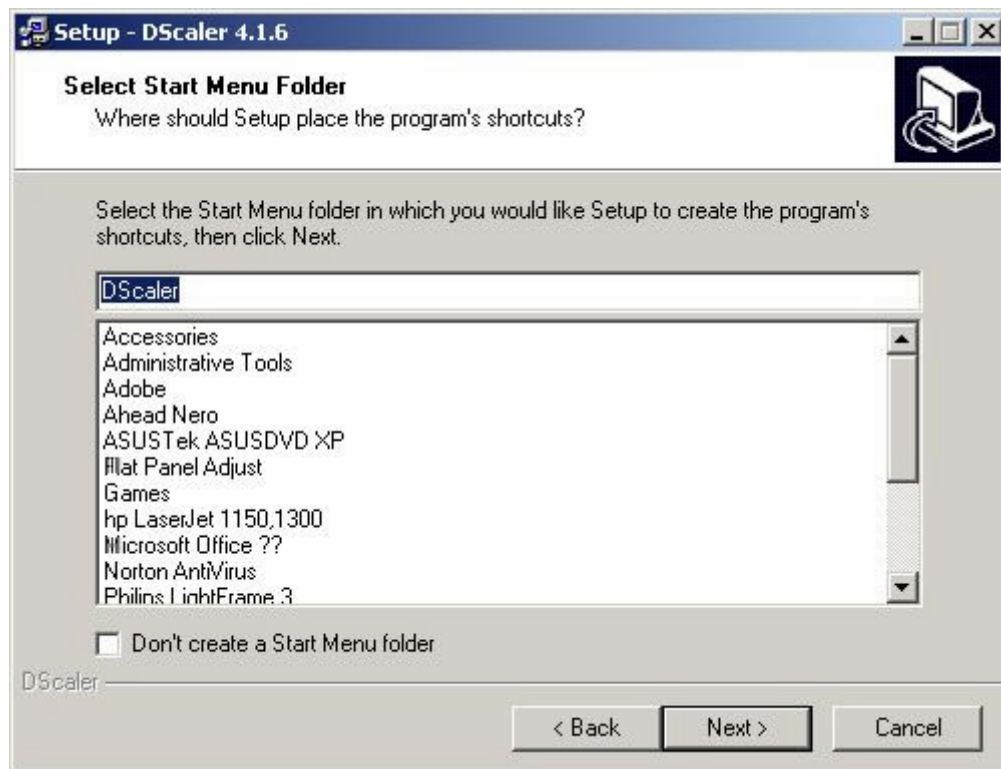 Setup - DScaler 4.1.6
Select Start Menu Folder
Where should Setup place the program's shortcuts?
Select the Start Menu folder in which you would like Setup to create the program's
shortcuts, then click Next.
DScaler
Accessories
Administrative Tools
Adobe
Ahead Nero
ASUSTek ASUSDVD XP
Flat Panel Adjust
Games
hp LaserJet 1150,1300
Microsoft Office ??
Norton AntiVirus
Philips LightFrame 3
Don't create a Start Menu folder
DScaler
< Back
Next >
Cancel